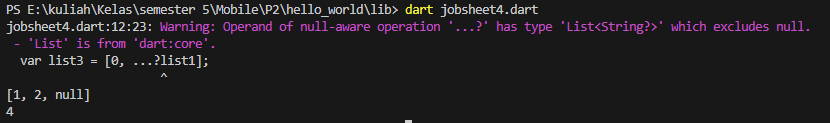 PS E:\kuliah\Kelas\semester 5\Mobile\P2\hello_world\lib> dart jobsheet4.dart
jobsheet4.dart:12:23: Warning: Operand of null-aware operation '...?' has type 'List<String?>' which excludes null.
 - 'List' is from 'dart:core'.
  var list3 = [0, ...?list1];
                      ^
[1, 2, null]
4